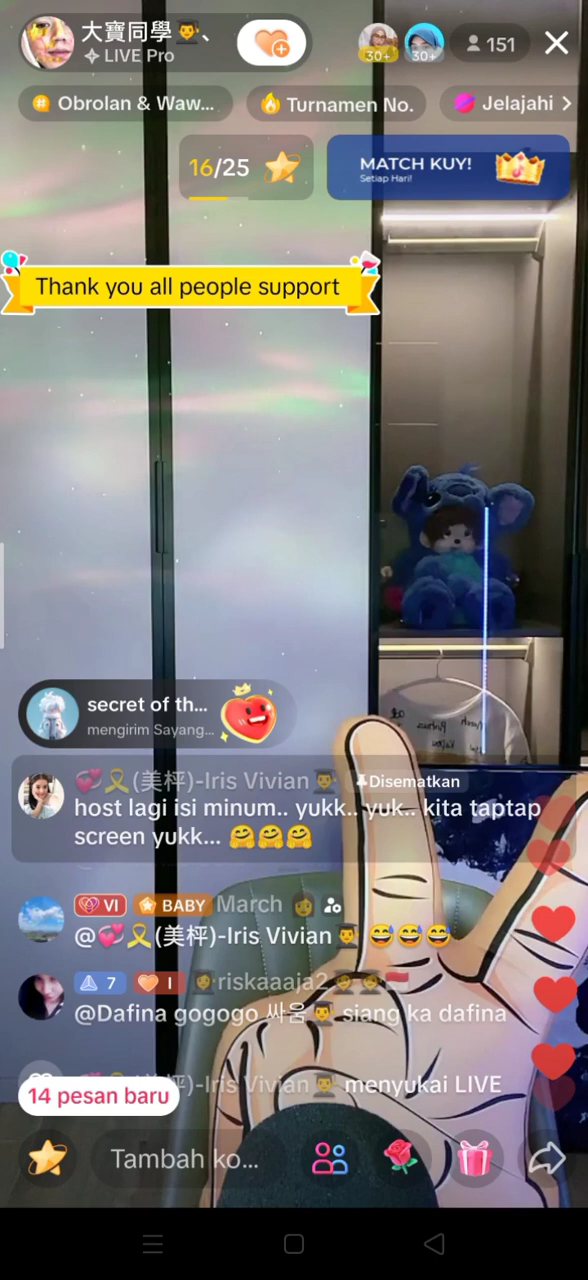 大寶同學👨‍🎓、
LIVE Pro
30+
30+
151
Obrolan & Waw...
Turnamen No.
Jelajahi
16/25
MATCH KUY!
Setiap Hari!
Thank you all people support
secret of th...
mengirim Sayang...
💞🎗️(美枰)-Iris Vivian👨‍🎓
Disematkan
host lagi isi minum.. yukk.. yuk.. kita taptap
screen yukk... 🤗🤗🤗
VI BABY March 👩
@💞🎗️(美枰)-Iris Vivian👨‍🎓 😅😅😅
7 I riskaaaja2
@Dafina gogogo 싸움👨‍🎓 siang ka dafina
(美枰)-Iris Vivian👨‍🎓 menyukai LIVE
14 pesan baru
Tambah ko...